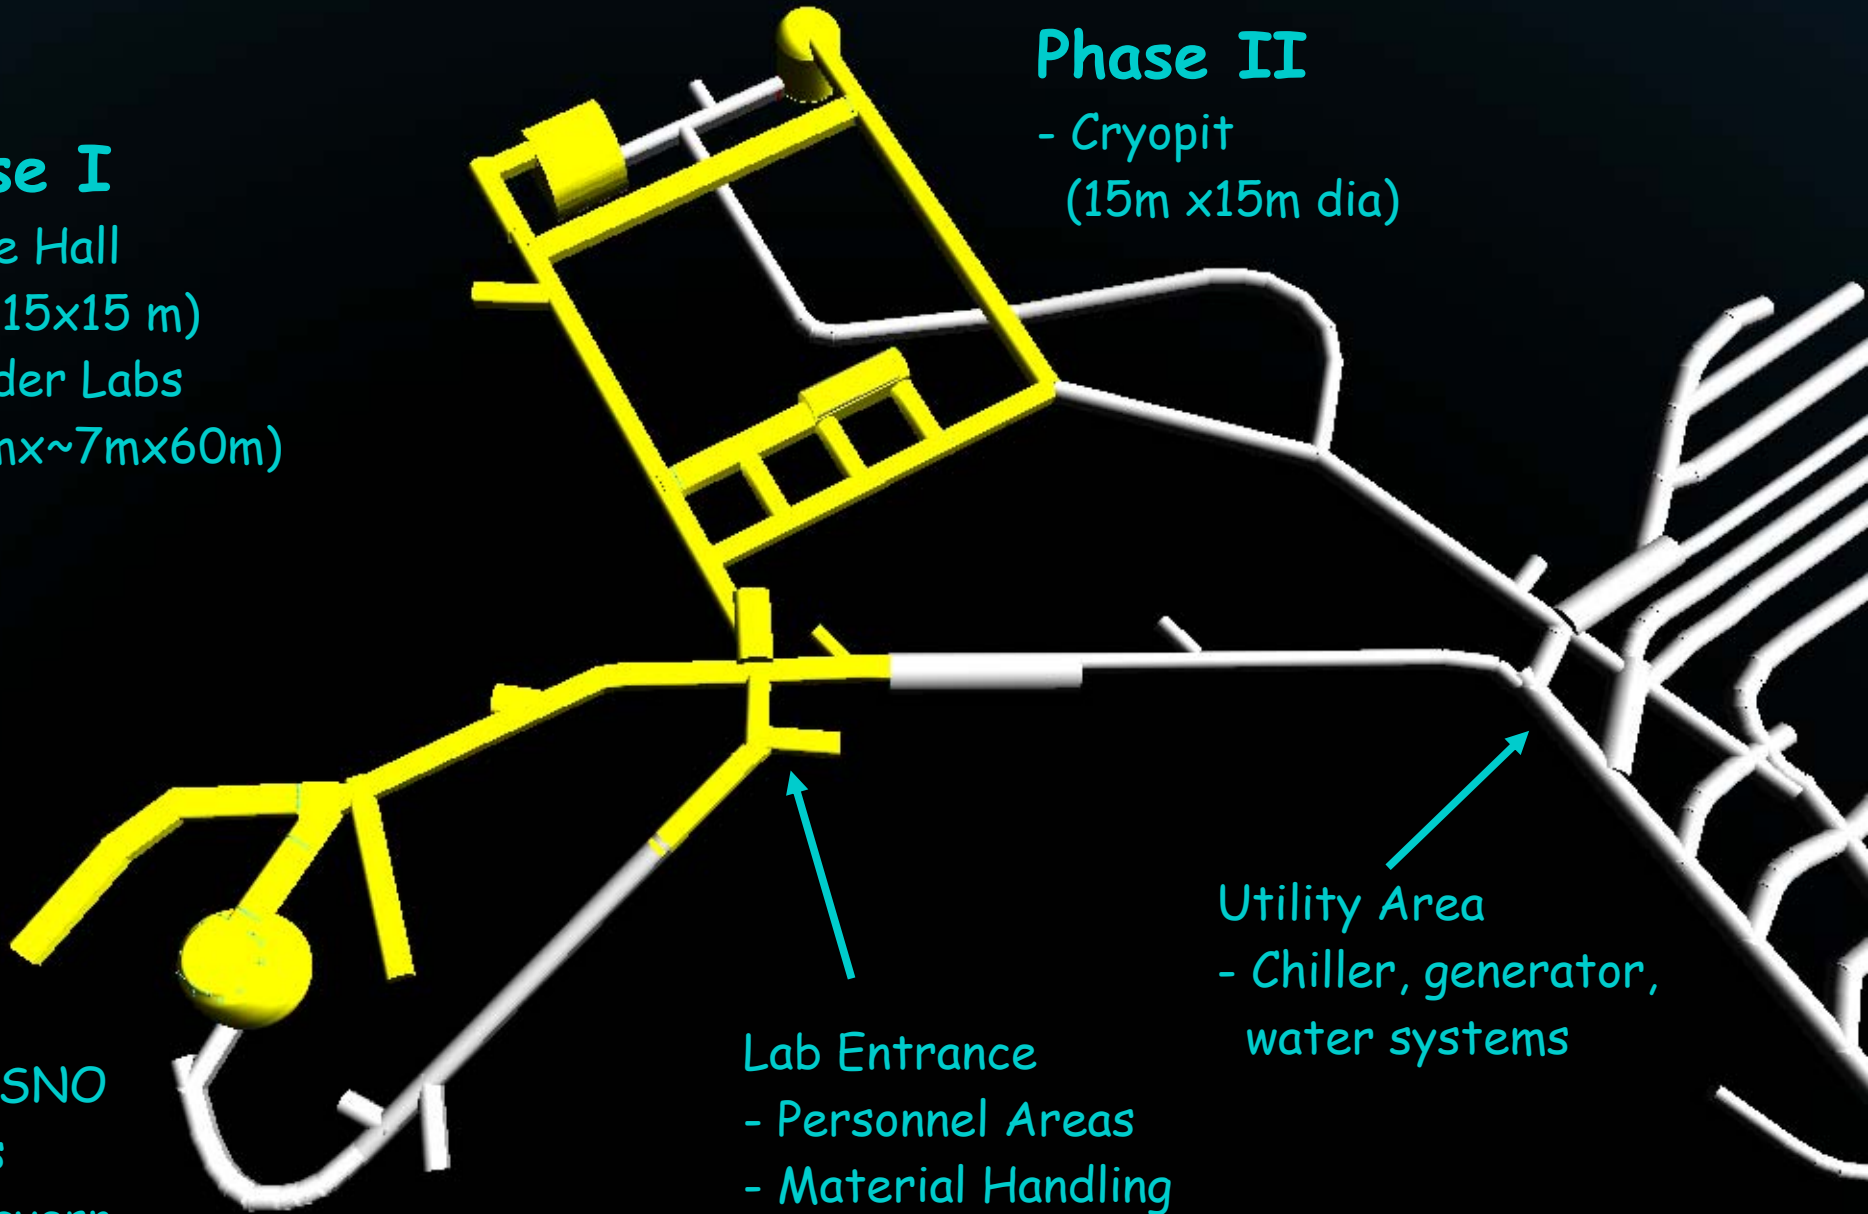 Phase II
- Cryopit
(15m x15m dia)
se I
e Hall
15x15 m)
der Labs
mx~7mx60m)
SNO
s
Utility Area
- Chiller, generator,
water systems
Lab Entrance
- Personnel Areas
- Material Handling